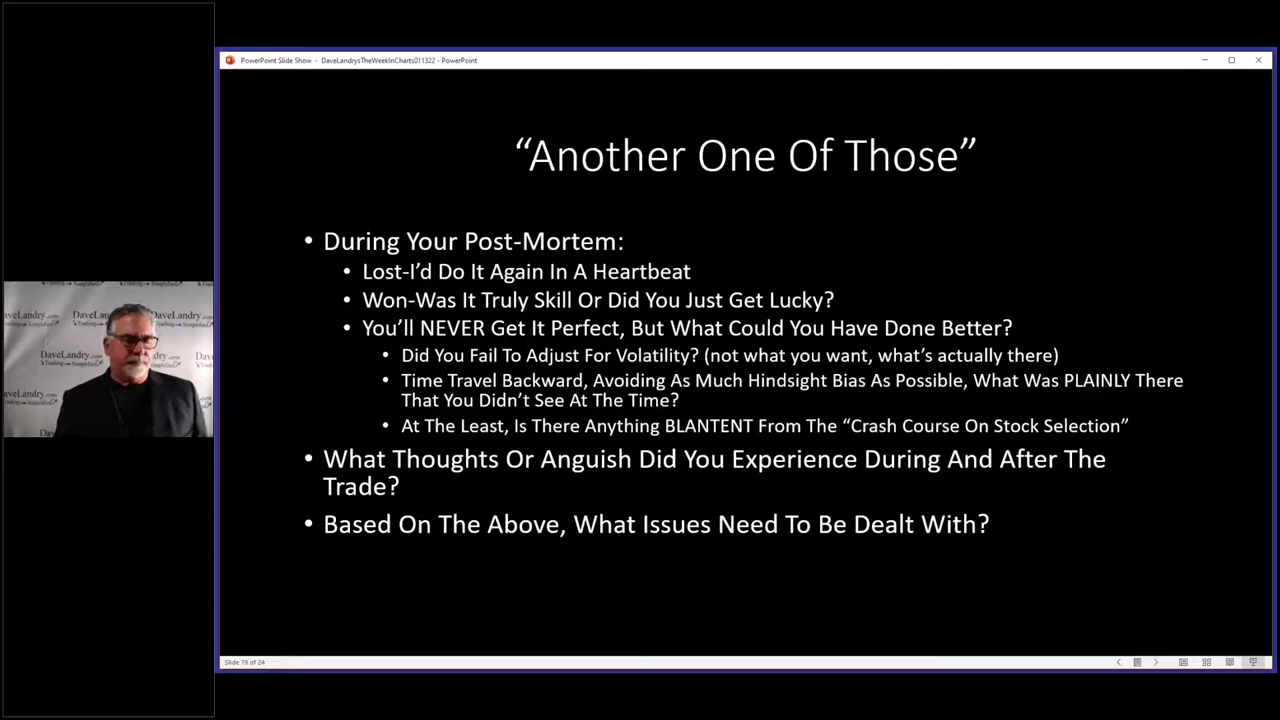 PowerPoint Slide Show - DaveLandrysTheWeekInCharts011322 - PowerPoint
“Another One Of Those”
• During Your Post-Mortem:
• Lost-I’d Do It Again In A Heartbeat
• Won-Was It Truly Skill Or Did You Just Get Lucky?
• You’ll NEVER Get It Perfect, But What Could You Have Done Better?
• Did You Fail To Adjust For Volatility? (not what you want, what’s actually there)
• Time Travel Backward, Avoiding As Much Hindsight Bias As Possible, What Was PLAINLY There
That You Didn’t See At The Time?
• At The Least, Is There Anything BLANTENT From The “Crash Course On Stock Selection”
• What Thoughts Or Anguish Did You Experience During And After The
Trade?
• Based On The Above, What Issues Need To Be Dealt With?
DaveLandry.com
Trading Simplified
Slide 19 of 24